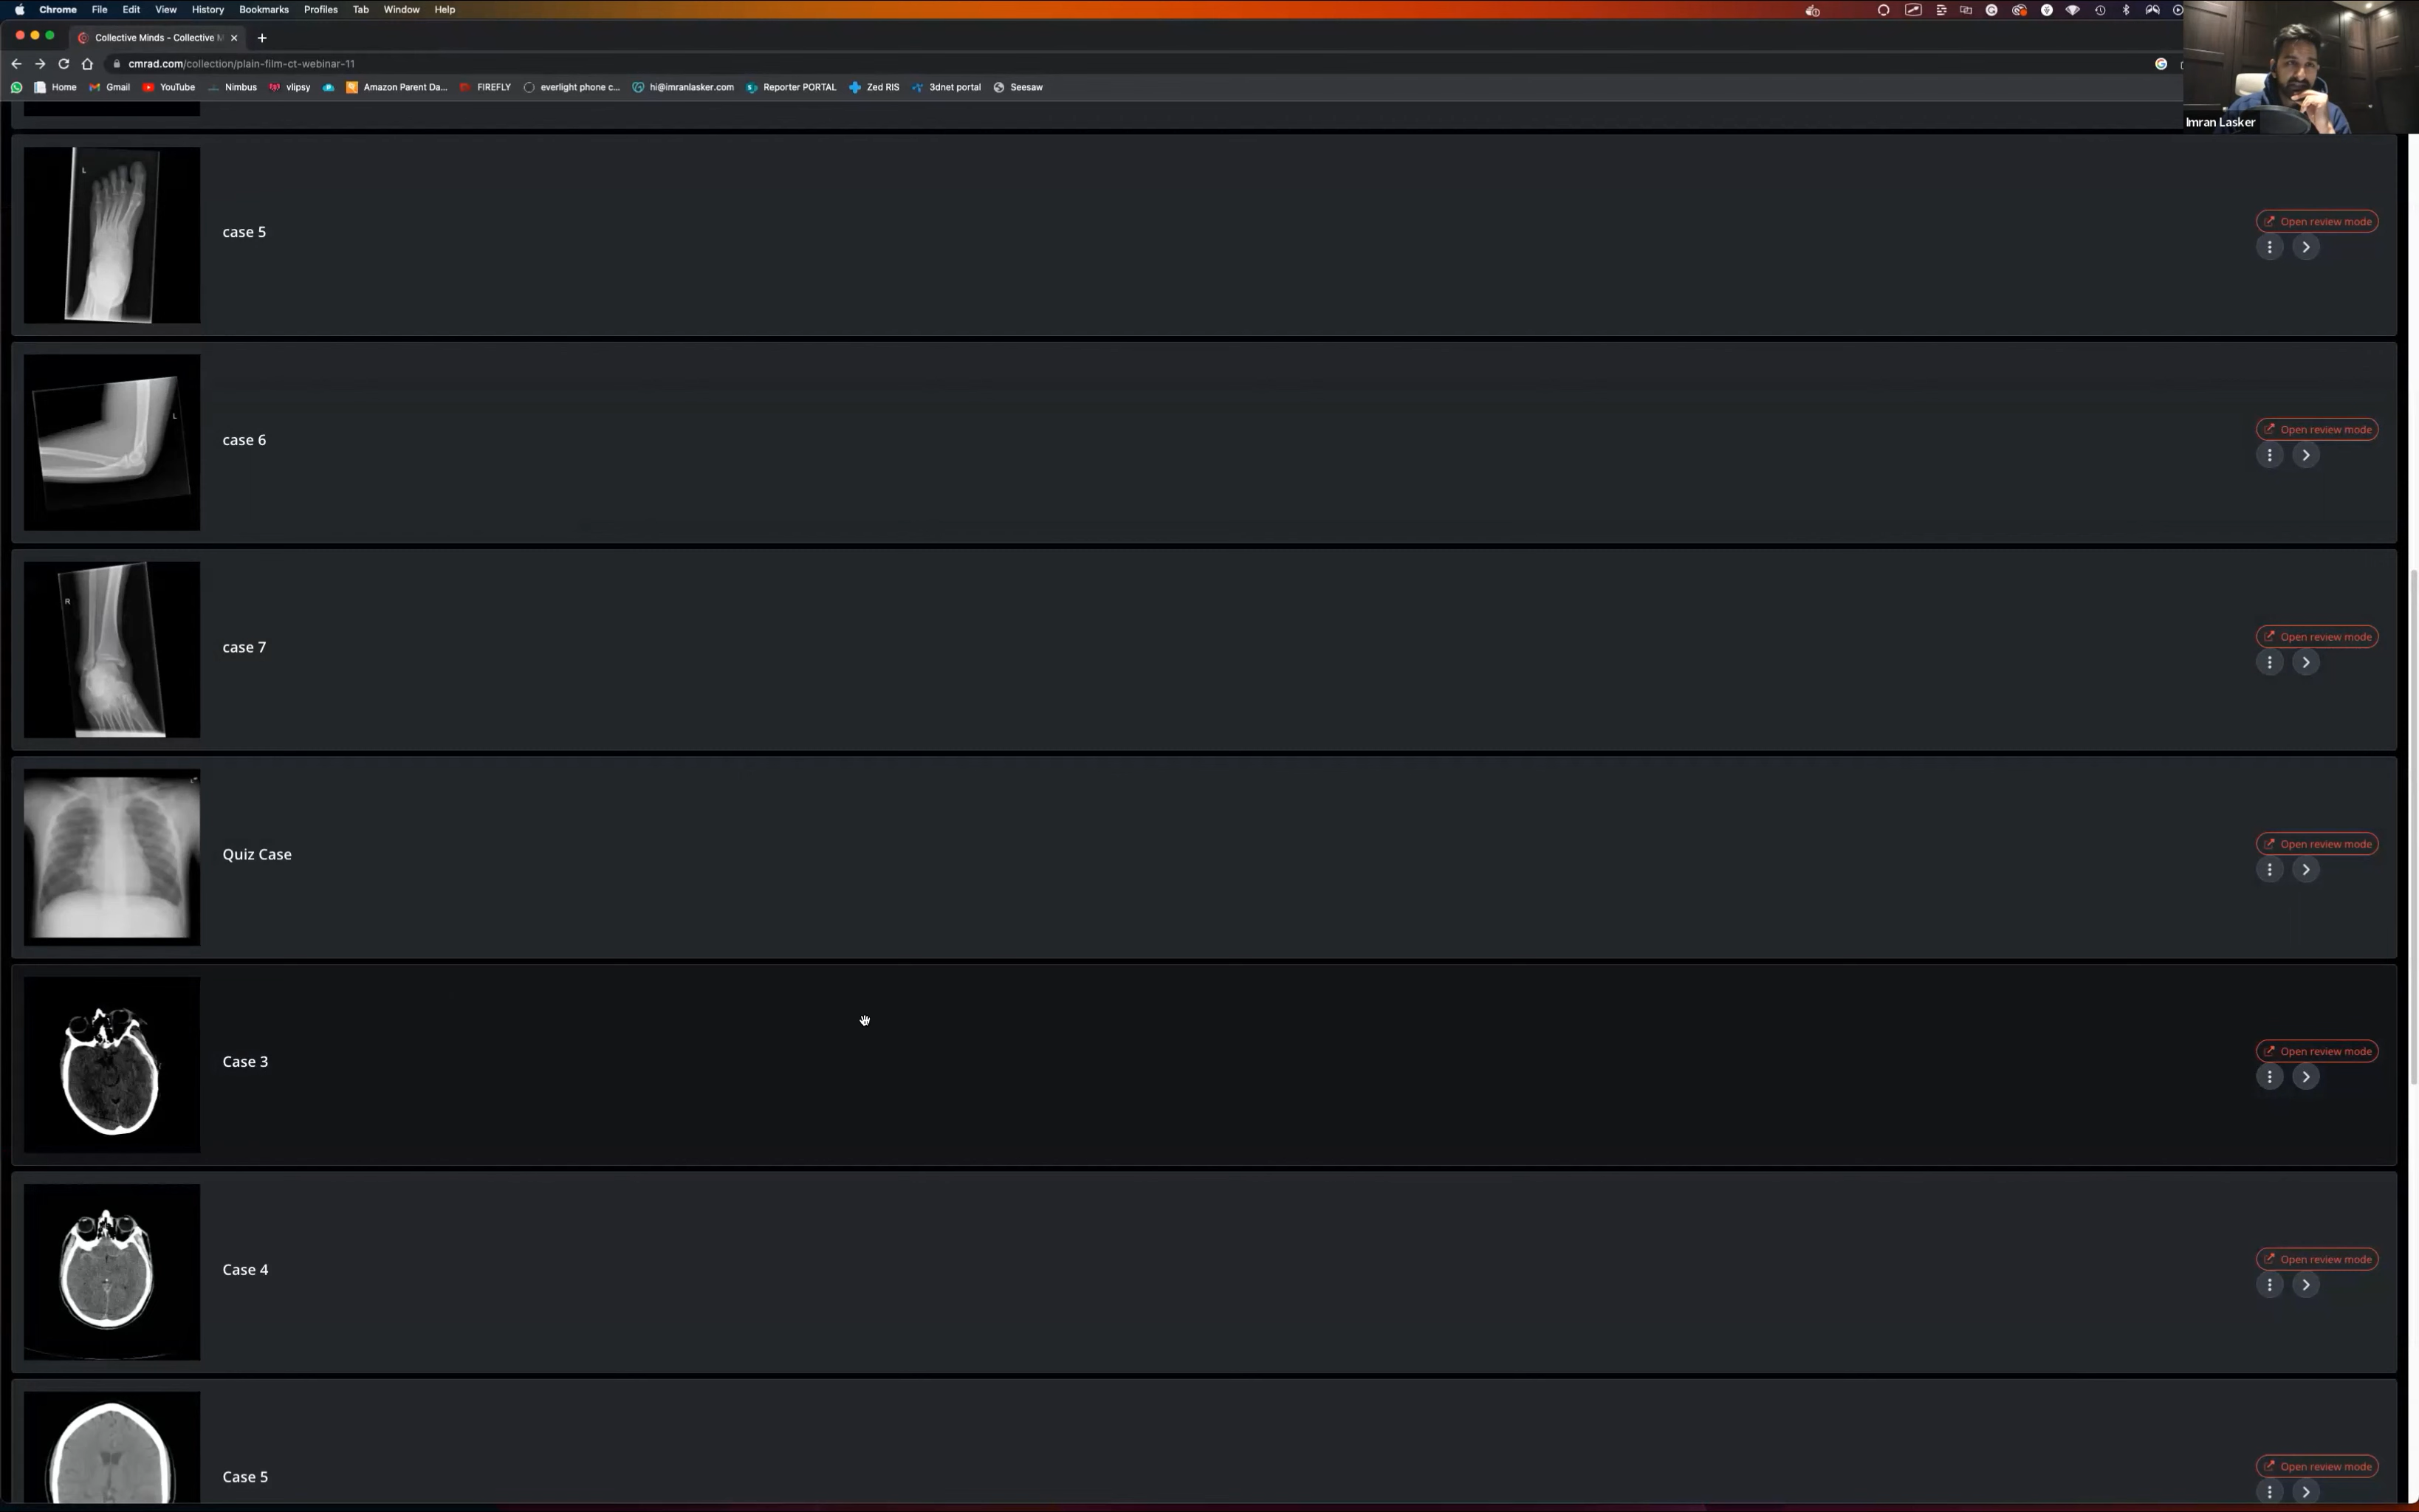 Chrome File Edit View History Bookmarks Profiles Tab Window Help
Collective Minds - Collective M
cmrad.com/collection/plain-film-ct-webinar-11
Home Gmail YouTube Nimbus vlipsy Amazon Parent Da... FIREFLY everlight phone c... hi@imranlasker.com Reporter PORTAL Zed RIS 3dnet portal Seesaw
Imran Lasker
L
case 5
Open review mode
L
case 6
Open review mode
R
case 7
Open review mode
Quiz Case
Open review mode
Case 3
Open review mode
Case 4
Open review mode
Case 5
Open review mode